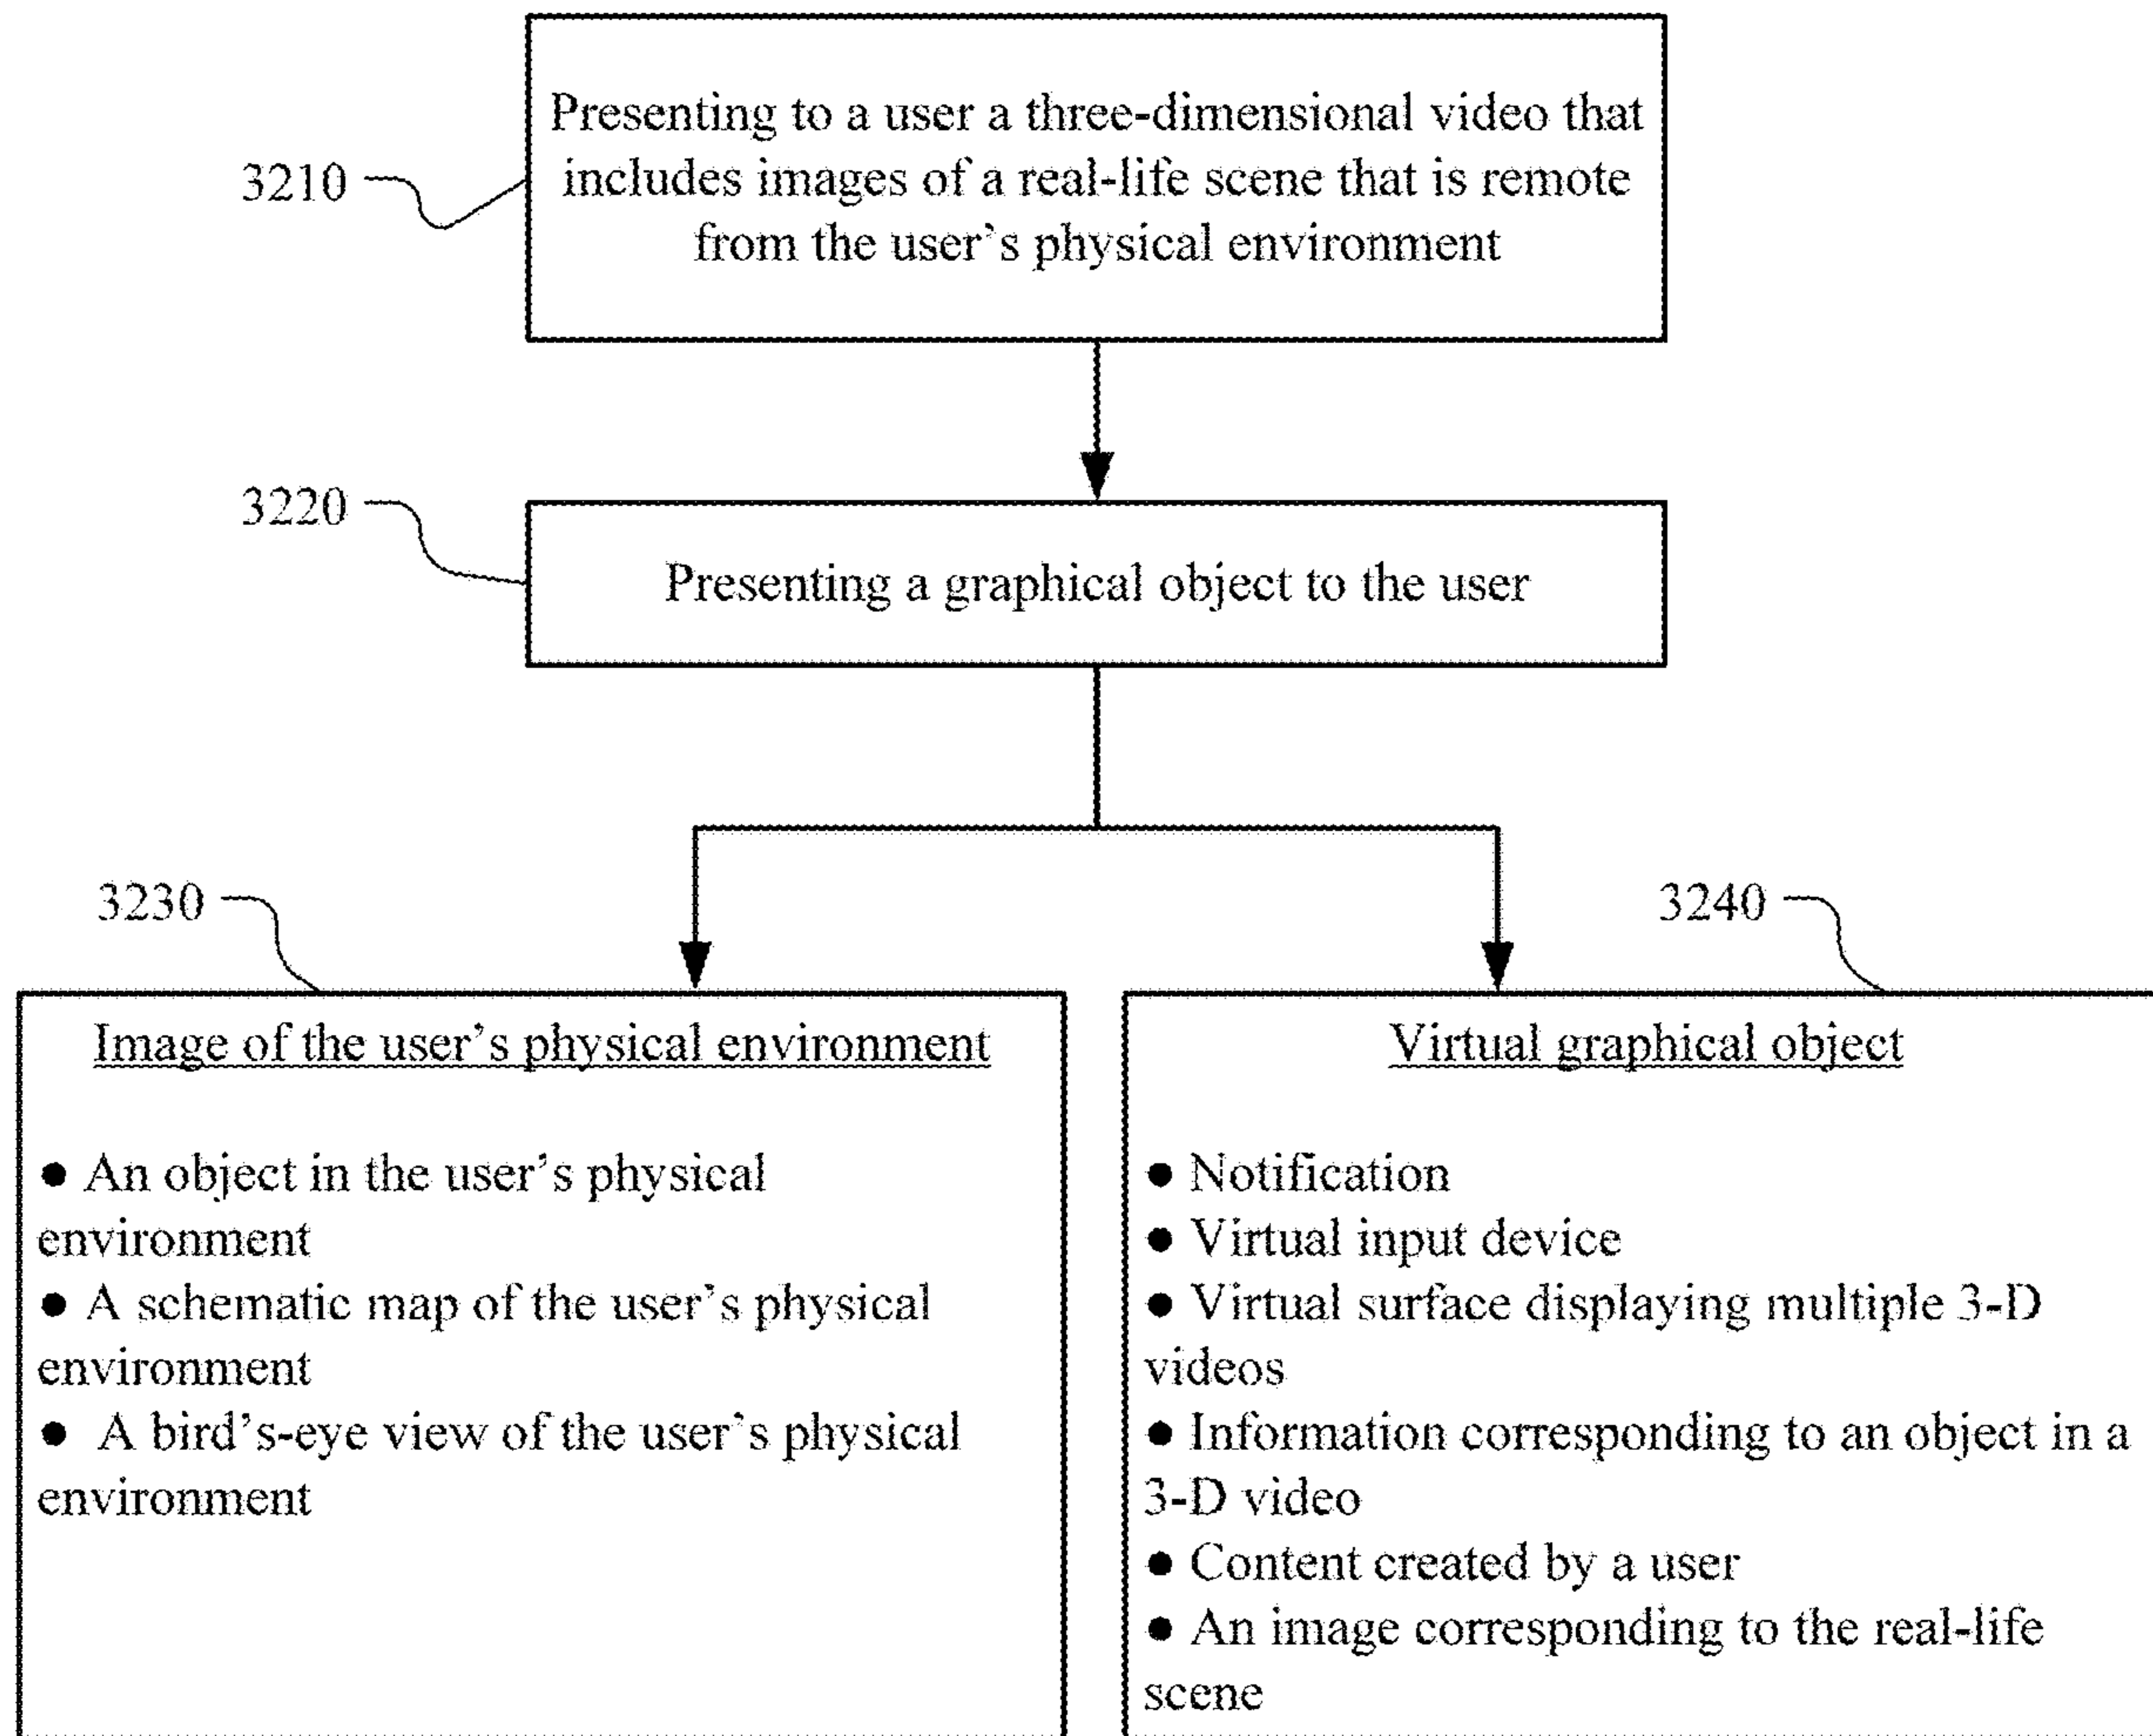 Presenting to a user a three-dimensional video that
includes images of a real-life scene that is remote
from the user's physical environment
3210
3220
Presenting a graphical object to the user
3230
3240
Image of the user's physical environment
● An object in the user's physical
environment
● A schematic map of the user's physical
environment
● A bird's-eye view of the user's physical
environment
Virtual graphical object
● Notification
● Virtual input device
● Virtual surface displaying multiple 3-D
videos
● Information corresponding to an object in a
3-D video
● Content created by a user
● An image corresponding to the real-life
scene